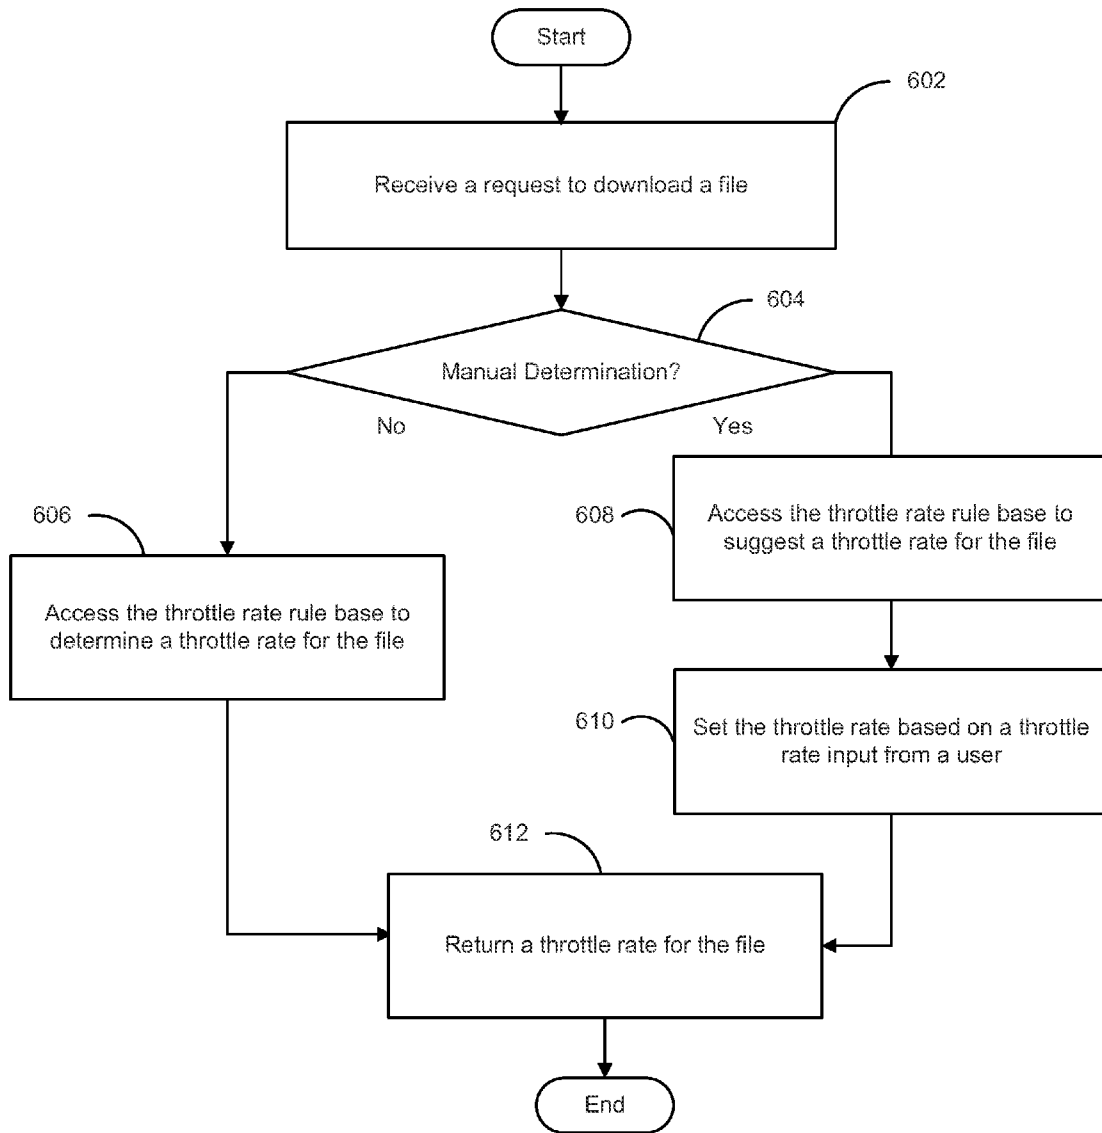 Start
602
Receive a request to download a file
604
Manual Determination?
No
Yes
606
608
Access the throttle rate rule base to
suggest a throttle rate for the file
Access the throttle rate rule base to
determine a throttle rate for the file
610
Set the throttle rate based on a throttle
rate input from a user
612
Return a throttle rate for the file
End